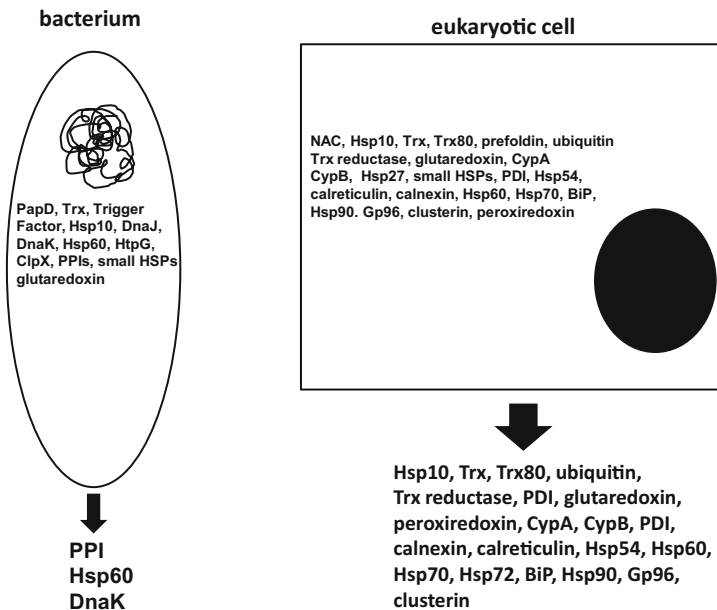 bacterium
PapD, Trx, Trigger
Factor, Hsp10, DnaJ,
DnaK, Hsp60, HtpG,
ClpX, PPIs, small HSPs
glutaredoxin
PPI
Hsp60
DnaK
eukaryotic cell
NAC, Hsp10, Trx, Trx80, prefoldin, ubiquitin
Trx reductase, glutaredoxin, CypA
CypB, Hsp27, small HSPs, PDI, Hsp54,
calreticulin, calnexin, Hsp60, Hsp70, BiP,
Hsp90. Gp96, clusterin, peroxiredoxin
Hsp10, Trx, Trx80, ubiquitin,
Trx reductase, PDI, glutaredoxin,
peroxiredoxin, CypA, CypB, PDI,
calnexin, calreticulin, Hsp54, Hsp60,
Hsp70, Hsp72, BiP, Hsp90, Gp96,
clusterin